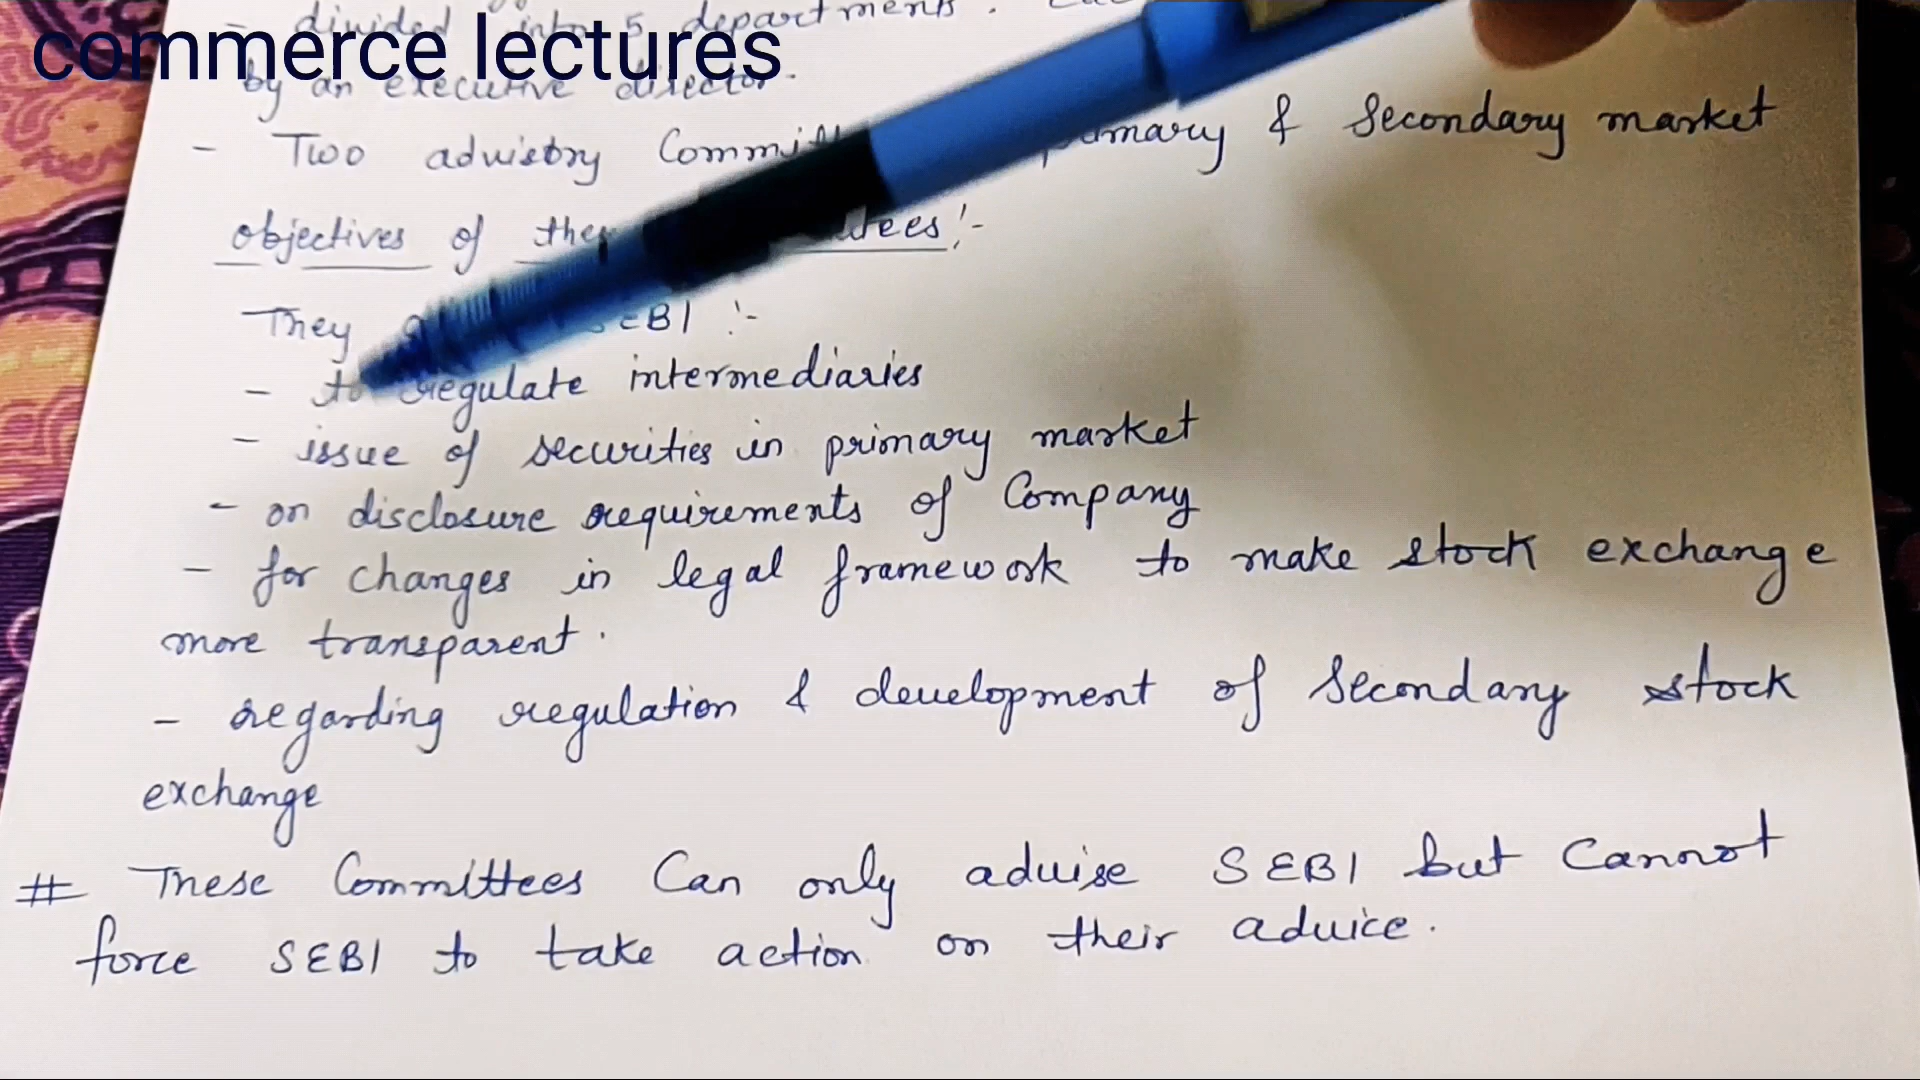 commerce lectures
- divided into 5 departments.
by an executive director.
- Two advisory & Secondary market
objectives of
They SEBI :-
- to regulate intermediaries
- issue of securities in primary market
- on disclosure requirements of Company
- for changes in legal framework to make stock exchange
more transparent.
- regarding regulation & development of Secondary stock
exchange
# These Committees Can only advise SEBI but Cannot
force SEBI to take action on their advice.